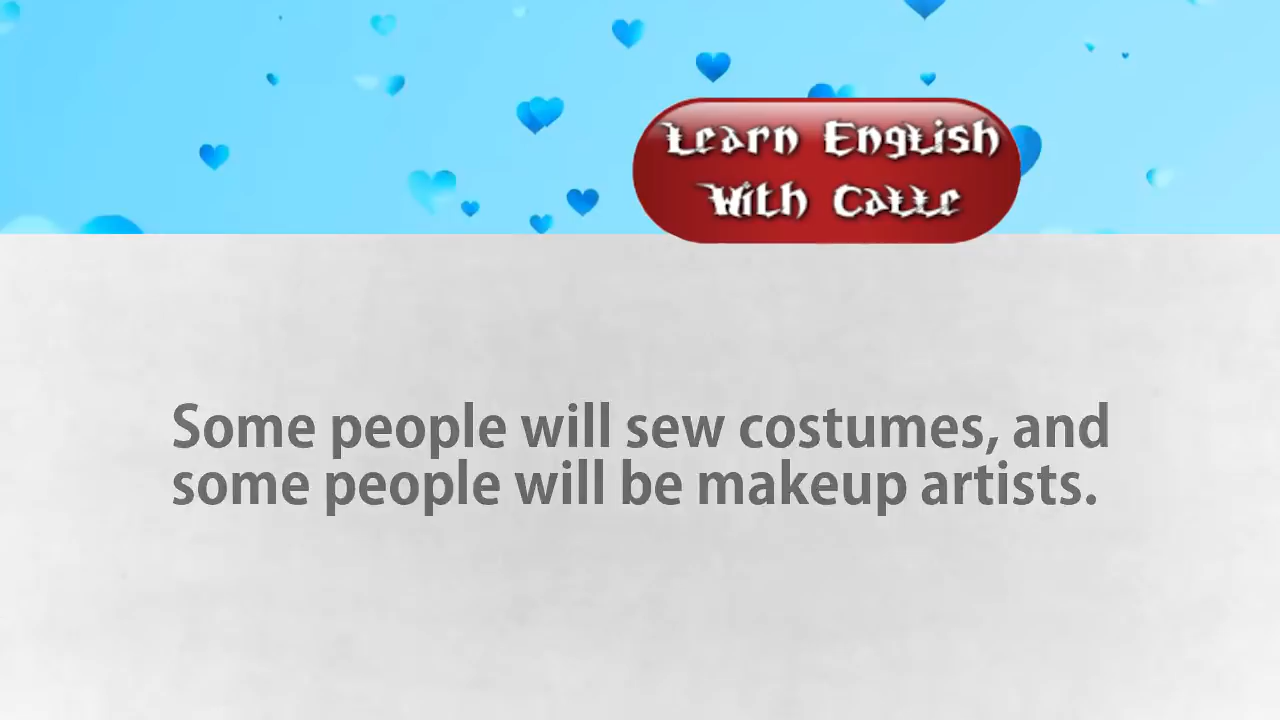 Learn English
With Catte
Some people will sew costumes, and
some people will be makeup artists.